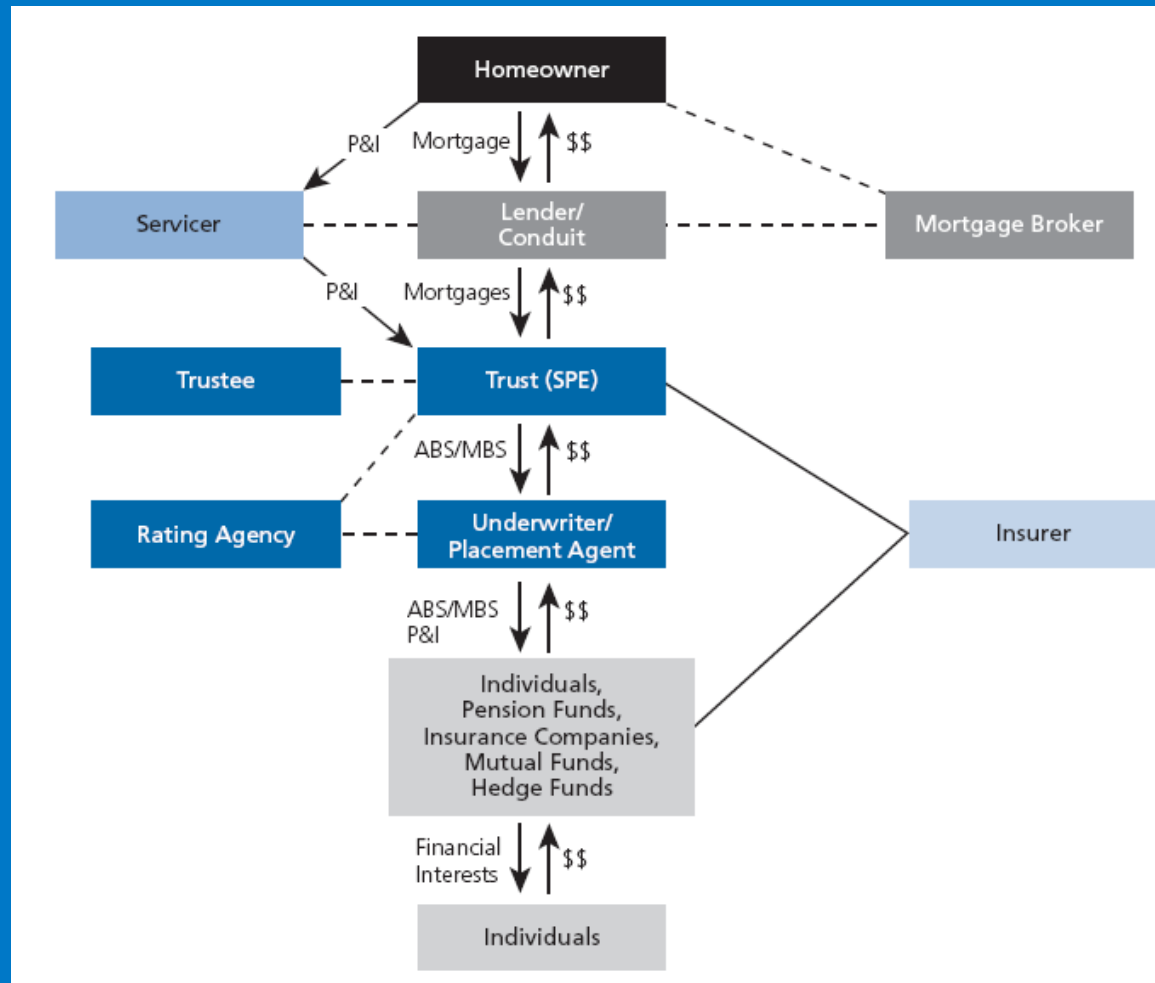 Homeowner
P&I
Mortgage
$$
Servicer
Lender/
Conduit
Mortgage Broker
P&I
Mortgages
$$
Trustee
Trust (SPE)
ABS/MBS
$$
Rating Agency
Underwriter/
Placement Agent
Insurer
ABS/MBS
P&I
$$
Individuals,
Pension Funds,
Insurance Companies,
Mutual Funds,
Hedge Funds
Financial
Interests
$$
Individuals